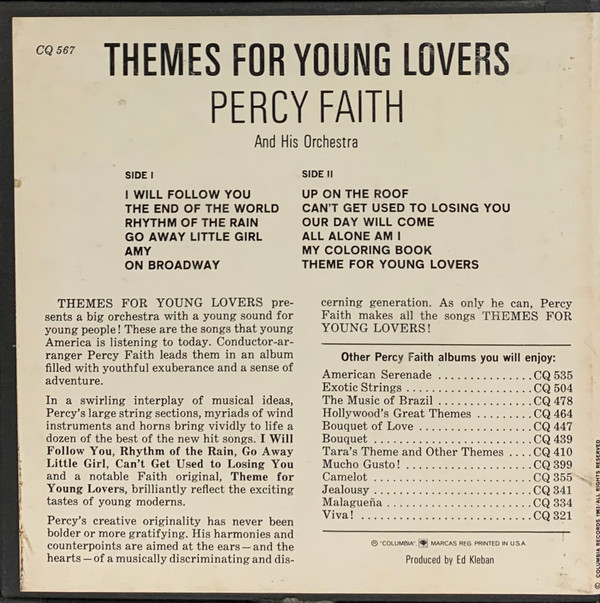 CQ 567
THEMES FOR YOUNG LOVERS
PERCY FAITH
And His Orchestra
SIDE I
I WILL FOLLOW YOU
THE END OF THE WORLD
RHYTHM OF THE RAIN
GO AWAY LITTLE GIRL
AMY
ON BROADWAY
SIDE II
UP ON THE ROOF
CAN'T GET USED TO LOSING YOU
OUR DAY WILL COME
ALL ALONE AM I
MY COLORING BOOK
THEME FOR YOUNG LOVERS
THEMES FOR YOUNG LOVERS pre-
sents a big orchestra with a young sound for
young people! These are the songs that young
America is listening to today. Conductor-ar-
ranger Percy Faith leads them in an album
filled with youthful exuberance and a sense of
adventure.
In a swirling interplay of musical ideas,
Percy's large string sections, myriads of wind
instruments and horns bring vividly to life a
dozen of the best of the new hit songs. I Will
Follow You, Rhythm of the Rain, Go Away
Little Girl, Can't Get Used to Losing You
and a notable Faith original, Theme for
Young Lovers, brilliantly reflect the exciting
tastes of young moderns.
Percy's creative originality has never been
bolder or more gratifying. His harmonies and
counterpoints are aimed at the ears—and the
hearts—of a musically discriminating and dis-
cerning generation. As only he can, Percy
Faith makes all the songs THEMES FOR
YOUNG LOVERS!
Other Percy Faith albums you will enjoy:
American Serenade ............... CQ 535
Exotic Strings ................... CQ 504
The Music of Brazil .............. CQ 478
Hollywood's Great Themes ........ CQ 464
Bouquet of Love ................. CQ 447
Bouquet ......................... CQ 439
Tara's Theme and Other Themes .... CQ 410
Mucho Gusto! .................... CQ 399
Camelot ......................... CQ 355
Jealousy ........................ CQ 341
Malagueña ....................... CQ 334
Viva! ........................... CQ 321
℗ "COLUMBIA", MARCAS REG. PRINTED IN U.S.A
Produced by Ed Kleban
© COLUMBIA RECORDS 1963/ALL RIGHTS RESERVED